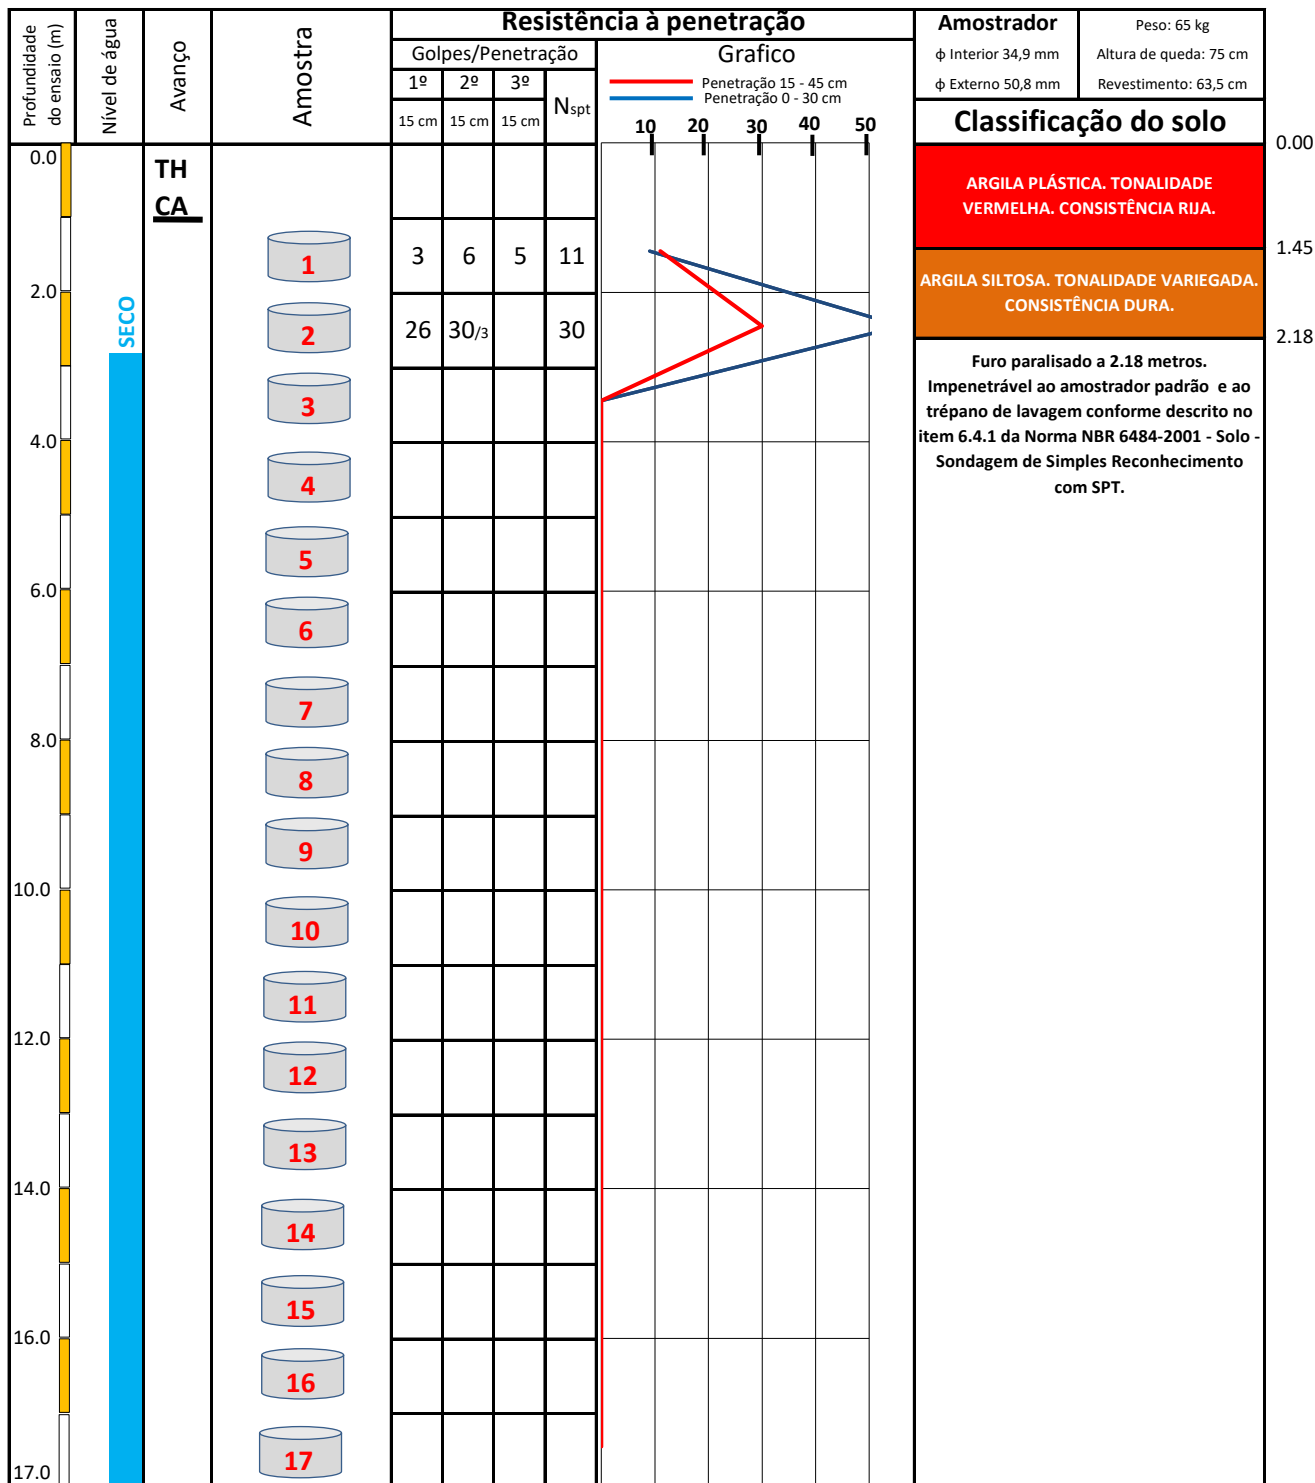 Profundidade
do ensaio (m)
Nível de água
Avanço
Amostra
Resistência à penetração
Golpes/Penetração
1º 2º 3º
Nspt
15 cm 15 cm 15 cm
Grafico
Penetração 15 - 45 cm
Penetração 0 - 30 cm
10 20 30 40 50
Amostrador
ϕ Interior 34,9 mm
ϕ Externo 50,8 mm
Peso: 65 kg
Altura de queda: 75 cm
Revestimento: 63,5 cm
Classificação do solo
0.00
0.0
TH
CA
ARGILA PLÁSTICA. TONALIDADE
VERMELHA. CONSISTÊNCIA RIJA.
1 3 6 5 11
1.45
2.0
SECO
ARGILA SILTOSA. TONALIDADE VARIEGADA.
CONSISTÊNCIA DURA.
2 26 30/3 30
2.18
Furo paralisado a 2.18 metros.
Impenetrável ao amostrador padrão e ao
trépano de lavagem conforme descrito no
item 6.4.1 da Norma NBR 6484-2001 - Solo -
Sondagem de Simples Reconhecimento
com SPT.
3
4.0
4
5
6.0
6
7
8.0
8
9
10.0
10
11
12.0
12
13
14.0
14
15
16.0
16
17
17.0